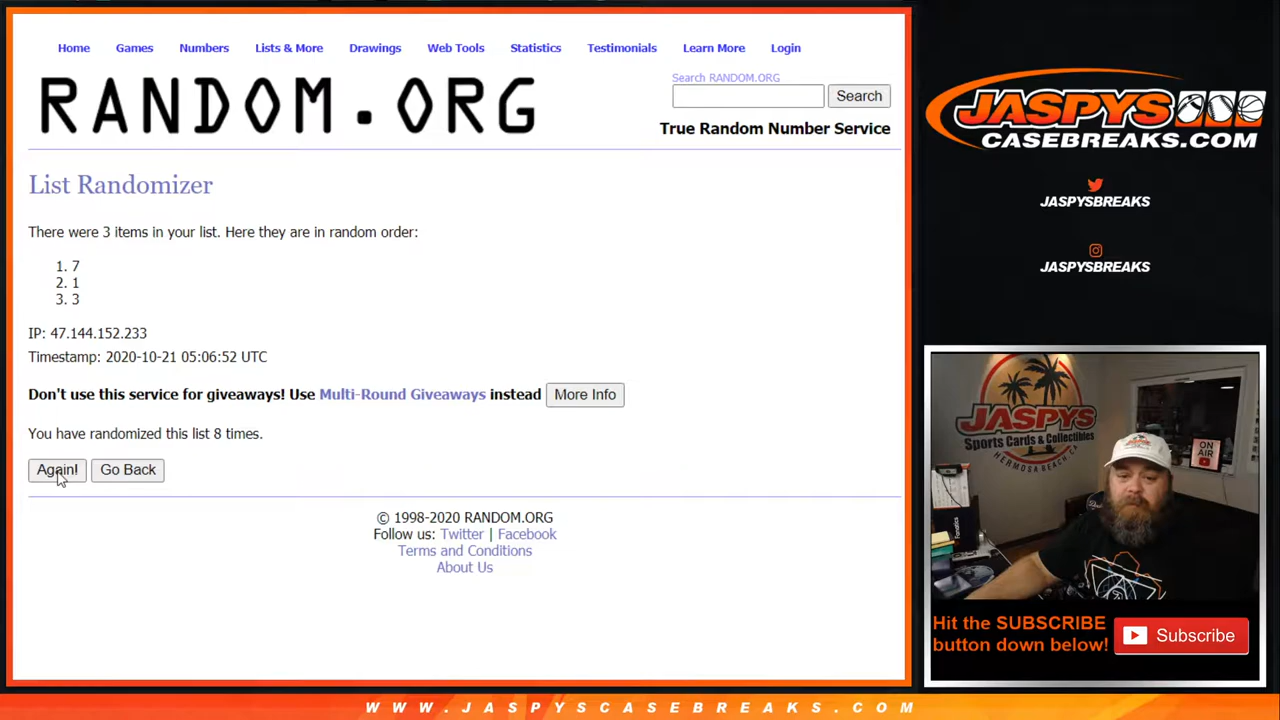 Home Games Numbers Lists & More Drawings Web Tools Statistics Testimonials Learn More Login
RANDOM.ORG
Search RANDOM.ORG
Search
True Random Number Service
List Randomizer
There were 3 items in your list. Here they are in random order:
1. 7
2. 1
3. 3
IP: 47.144.152.233
Timestamp: 2020-10-21 05:06:52 UTC
Don't use this service for giveaways! Use Multi-Round Giveaways instead More Info
You have randomized this list 8 times.
Again! Go Back
© 1998-2020 RANDOM.ORG
Follow us: Twitter | Facebook
Terms and Conditions
About Us
JASPYS
CASEBREAKS.COM
JASPYSBREAKS
JASPYSBREAKS
JASPYS
Sports Cards & Collectibles
HERMOSA BEACH CA
ON AIR
Fanatics
Hit the SUBSCRIBE
button down below!
Subscribe
WWW.JASPYSCASEBREAKS.COM